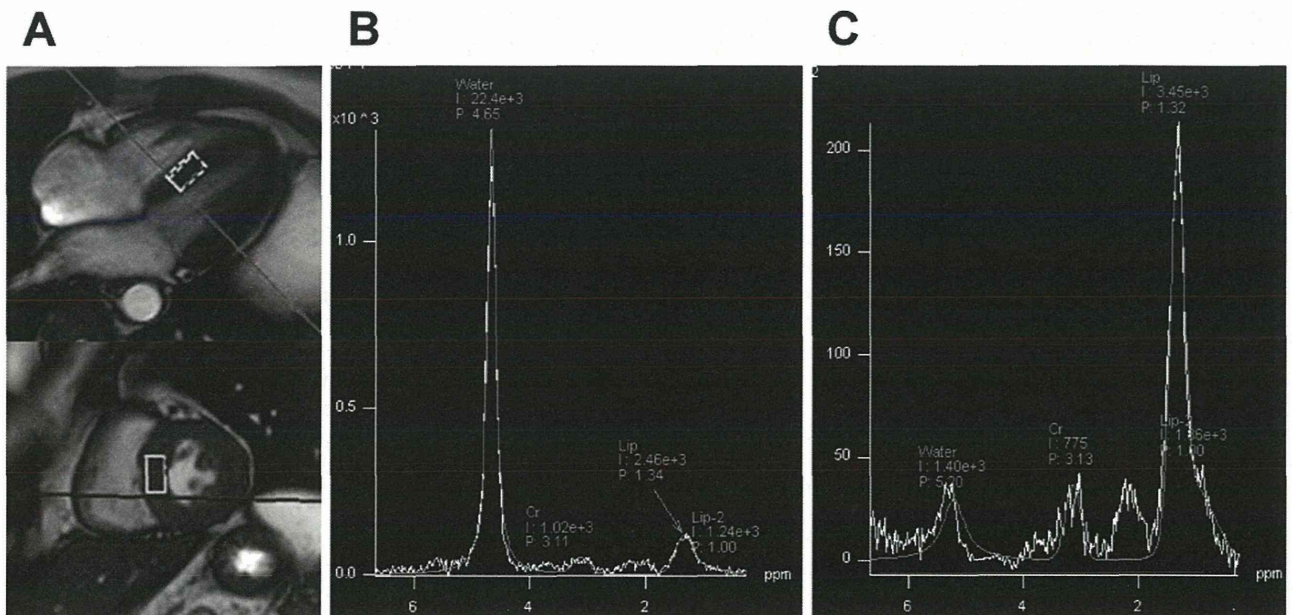 A
B
C
Water
I: 22.4e+3
P: 4.65
x10^3
1.0
0.5
0.0
Cr
I: 1.02e+3
P: 3.11
Lip
I: 2.46e+3
P: 1.34
Lip-2
I: 1.24e+3
P: 1.00
ppm
6
4
2
2
Lip
I: 3.45e+3
P: 1.32
200
150
100
50
0
Water
I: 1.40e+3
Cr
I: 775
P: 3.13
P: 1.00
ppm
6
4
2